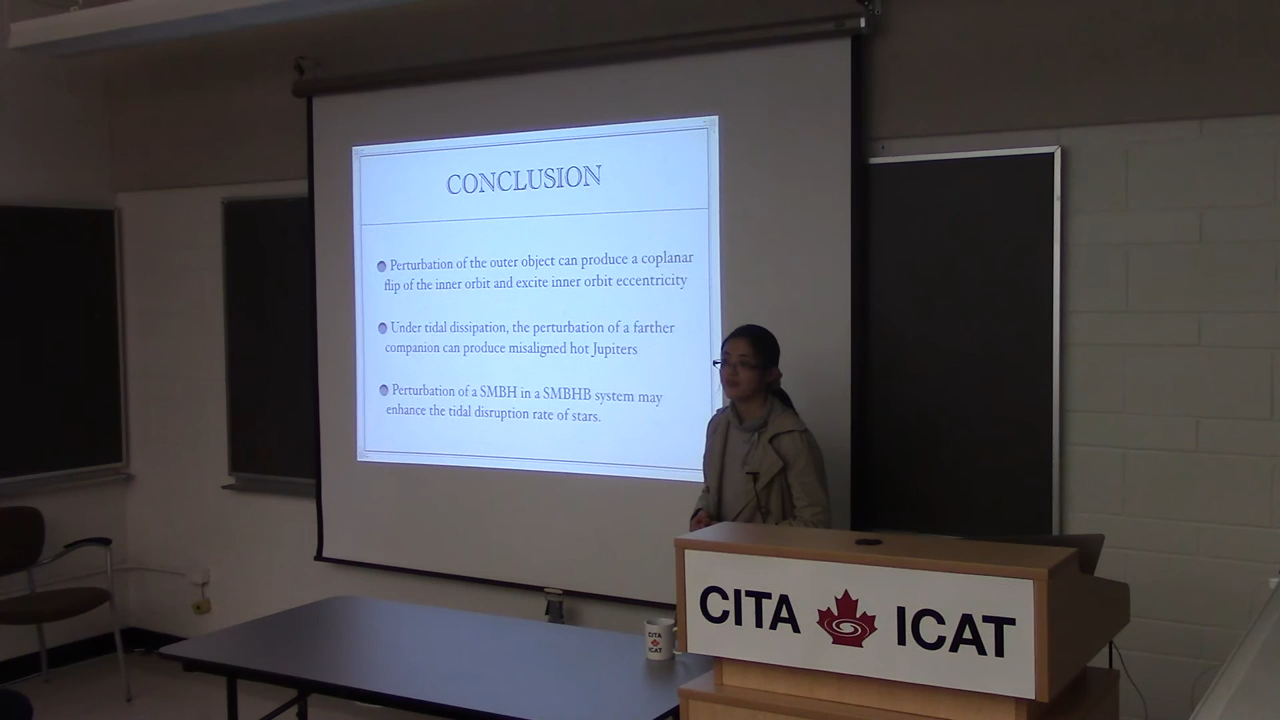 CONCLUSION
Perturbation of the outer object can produce a coplanar
flip of the inner orbit and excite inner orbit eccentricity
Under tidal dissipation, the perturbation of a farther
companion can produce misaligned hot Jupiters
Perturbation of a SMBH in a SMBHB system may
enhance the tidal disruption rate of stars.
CITA ICAT
CITA
ICAT